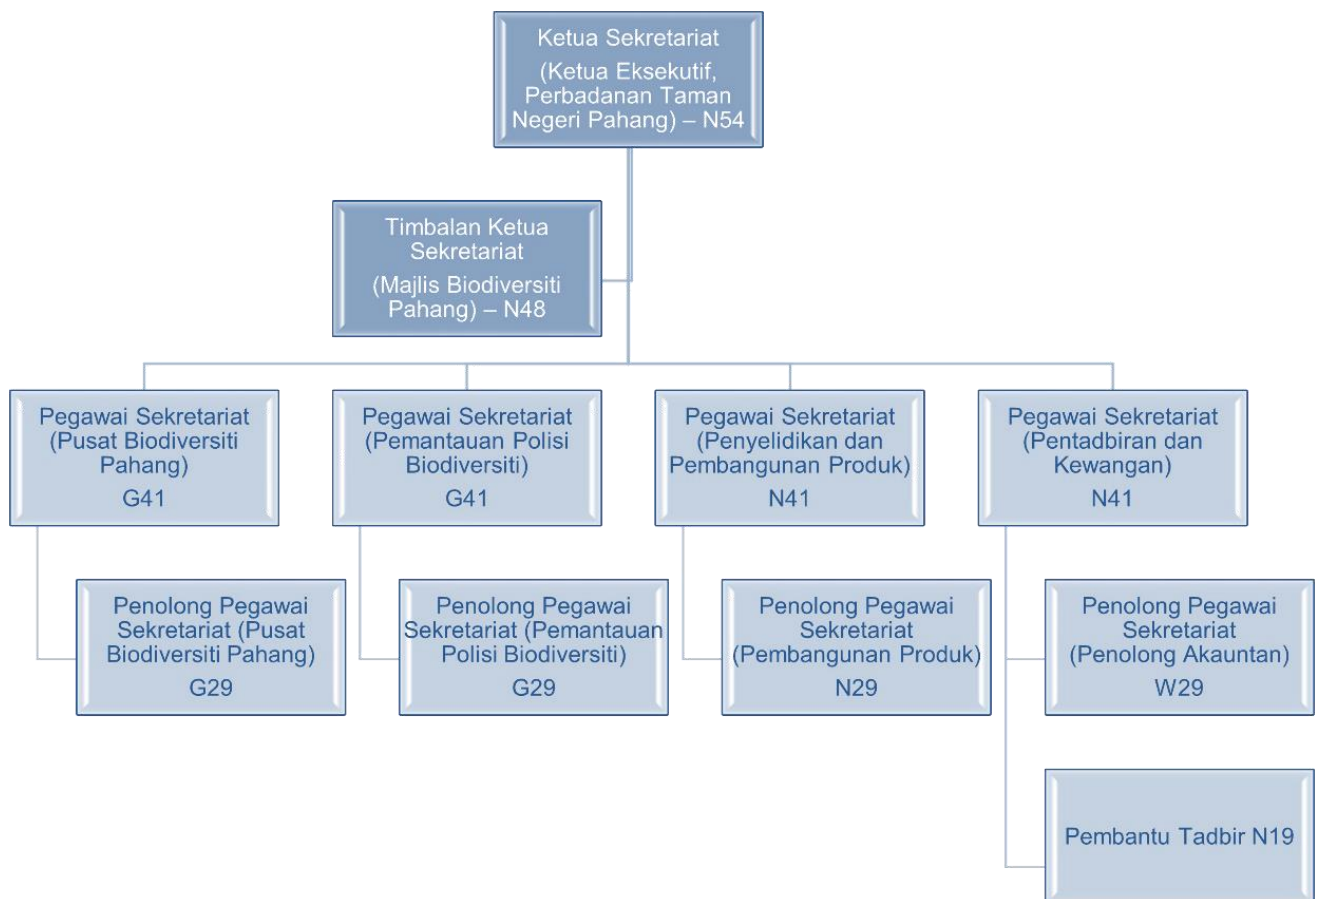 Ketua Sekretariat
(Ketua Eksekutif,
Perbadanan Taman
Negeri Pahang) – N54
Timbalan Ketua
Sekretariat
(Majlis Biodiversiti
Pahang) – N48
Pegawai Sekretariat
(Pusat Biodiversiti
Pahang)
G41
Pegawai Sekretariat
(Pemantauan Polisi
Biodiversiti)
G41
Pegawai Sekretariat
(Penyelidikan dan
Pembangunan Produk)
N41
Pegawai Sekretariat
(Pentadbiran dan
Kewangan)
N41
Penolong Pegawai
Sekretariat (Pusat
Biodiversiti Pahang)
G29
Penolong Pegawai
Sekretariat (Pemantauan
Polisi Biodiversiti)
G29
Penolong Pegawai
Sekretariat
(Pembangunan Produk)
N29
Penolong Pegawai
Sekretariat
(Penolong Akauntan)
W29
Pembantu Tadbir N19